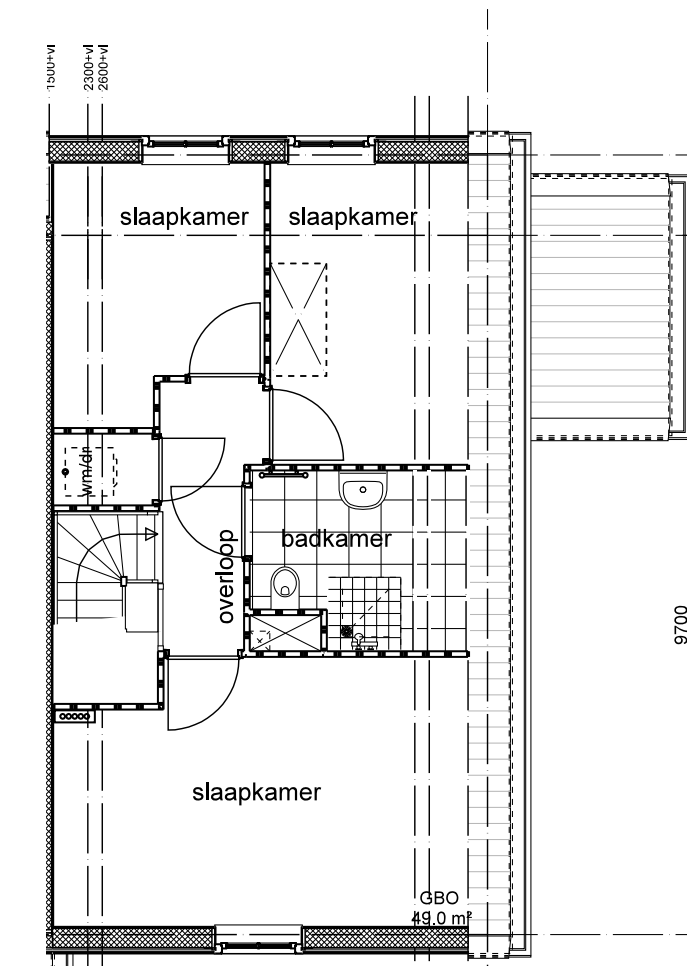 1500+vl
2300+vl
2600+vl
slaapkamer
slaapkamer
wm/dr
badkamer
overloop
9700
slaapkamer
GBO
49.0 m²